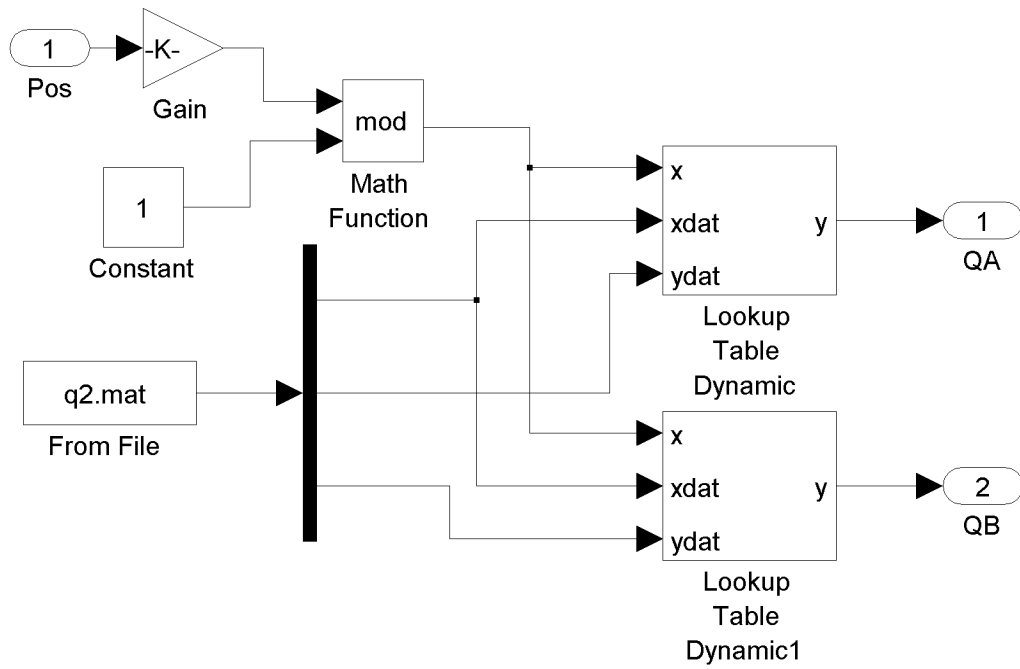 1
Pos
-K-
Gain
mod
Math
Function
1
Constant
q2.mat
From File
x
xdat
ydat
y
Lookup
Table
Dynamic
1
QA
x
xdat
ydat
y
Lookup
Table
Dynamic1
2
QB